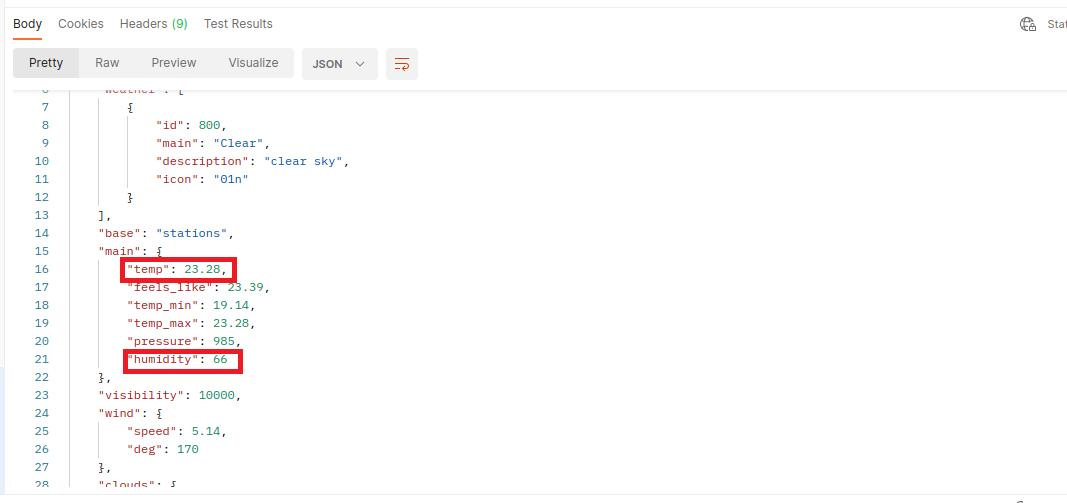 Body Cookies Headers (9) Test Results
Pretty Raw Preview Visualize JSON
"weather": [
7 {
8 "id": 800,
9 "main": "Clear",
10 "description": "clear sky",
11 "icon": "01n"
12 }
13 ],
14 "base": "stations",
15 "main": {
16 "temp": 23.28,
17 "feels_like": 23.39,
18 "temp_min": 19.14,
19 "temp_max": 23.28,
20 "pressure": 985,
21 "humidity": 66
22 },
23 "visibility": 10000,
24 "wind": {
25 "speed": 5.14,
26 "deg": 170
27 },
28 "clouds": {